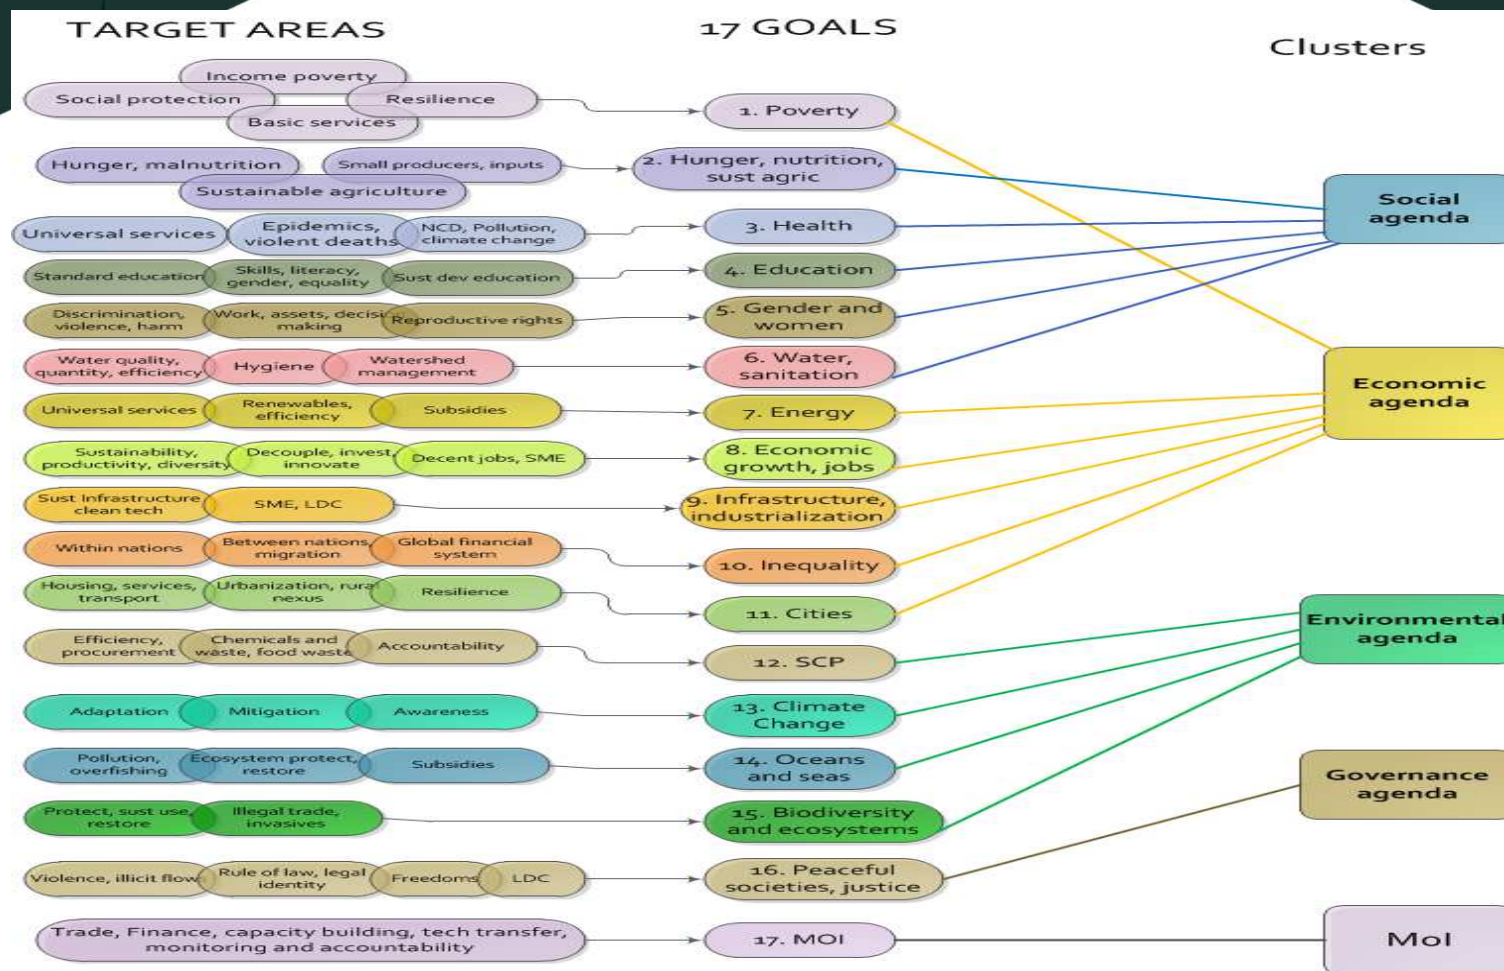 TARGET AREAS
17 GOALS
Clusters
Income poverty
Social protection
Resilience
Basic services
1. Poverty
Hunger, malnutrition
Small producers, inputs
Sustainable agriculture
2. Hunger, nutrition,
sust agric
Social
agenda
Universal services
Epidemics,
violent deaths
NCD, Pollution,
climate change
3. Health
Standard education
Skills, literacy,
gender, equality
Sust dev education
4. Education
Discrimination,
violence, harm
Work, assets, decision
making
Reproductive rights
5. Gender and
women
Water quality,
quantity, efficiency
Hygiene
Watershed
management
6. Water,
sanitation
Economic
agenda
Universal services
Renewables,
efficiency
Subsidies
7. Energy
Sustainability,
productivity, diversity
Decouple, invest,
innovate
Decent jobs, SME
8. Economic
growth, jobs
Sust Infrastructure
clean tech
SME, LDC
9. Infrastructure,
industrialization
Within nations
Between nations,
migration
Global financial
system
10. Inequality
Housing, services,
transport
Urbanization, rural
nexus
Resilience
11. Cities
Environmental
agenda
Efficiency,
procurement
Chemicals and
waste, food waste
Accountability
12. SCP
Adaptation
Mitigation
Awareness
13. Climate
Change
Pollution,
overfishing
Ecosystem protect,
restore
Subsidies
14. Oceans
and seas
Governance
agenda
Protect, sust use,
restore
Illegal trade,
invasives
15. Biodiversity
and ecosystems
Violence, illicit flows
Rule of law, legal
identity
Freedoms
LDC
16. Peaceful
societies, justice
Trade, Finance, capacity building, tech transfer,
monitoring and accountability
17. MOI
MoI